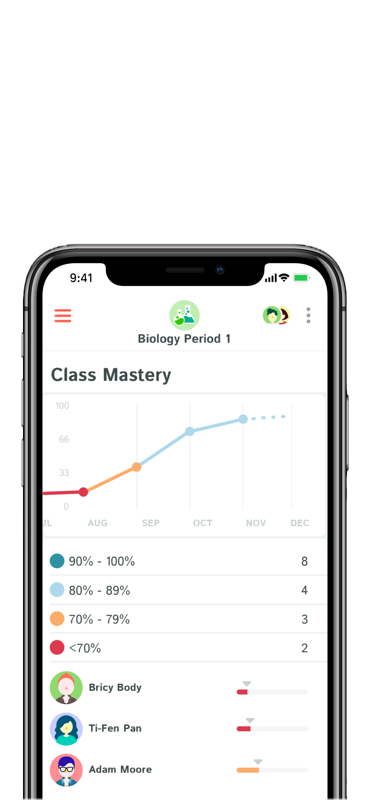 9:41
Biology Period 1
Class Mastery
100
66
33
0
UL AUG SEP OCT NOV DEC
90% - 100% 8
80% - 89% 4
70% - 79% 3
<70% 2
Bricy Body
Ti-Fen Pan
Adam Moore